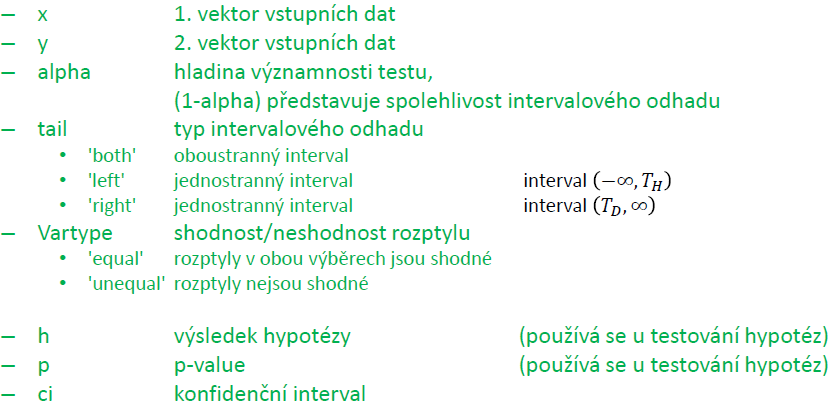 – x 1. vektor vstupních dat
– y 2. vektor vstupních dat
– alpha hladina významnosti testu,
(1-alpha) představuje spolehlivost intervalového odhadu
– tail typ intervalového odhadu
• 'both' oboustranný interval
• 'left' jednostranný interval interval (−∞, T_H)
• 'right' jednostranný interval interval (T_D, ∞)
– Vartype shodnost/neshodnost rozptylu
• 'equal' rozptyly v obou výběrech jsou shodné
• 'unequal' rozptyly nejsou shodné
– h výsledek hypotézy (používá se u testování hypotéz)
– p p-value (používá se u testování hypotéz)
– ci konfidenční interval